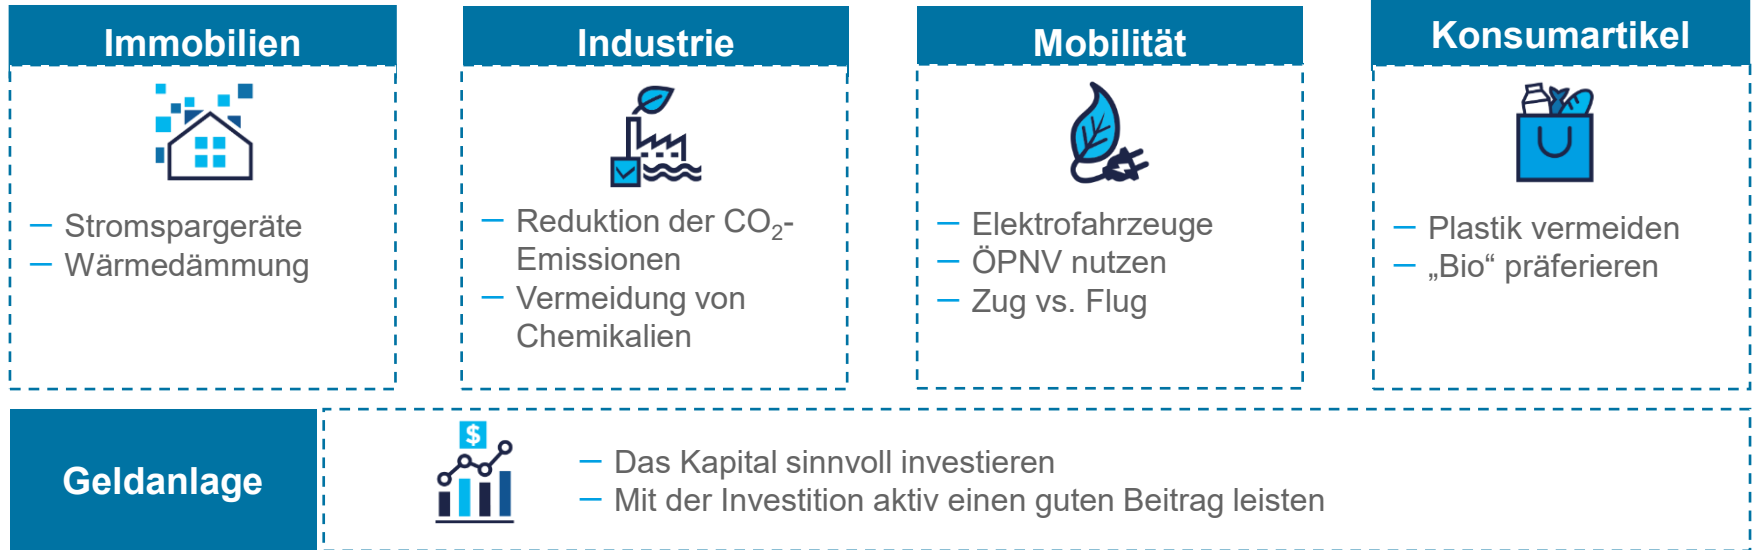 Immobilien
— Stromspargeräte
— Wärmedämmung
Industrie
— Reduktion der CO₂-
Emissionen
— Vermeidung von
Chemikalien
Mobilität
— Elektrofahrzeuge
— ÖPNV nutzen
— Zug vs. Flug
Konsumartikel
— Plastik vermeiden
— „Bio“ präferieren
Geldanlage
$
— Das Kapital sinnvoll investieren
— Mit der Investition aktiv einen guten Beitrag leisten